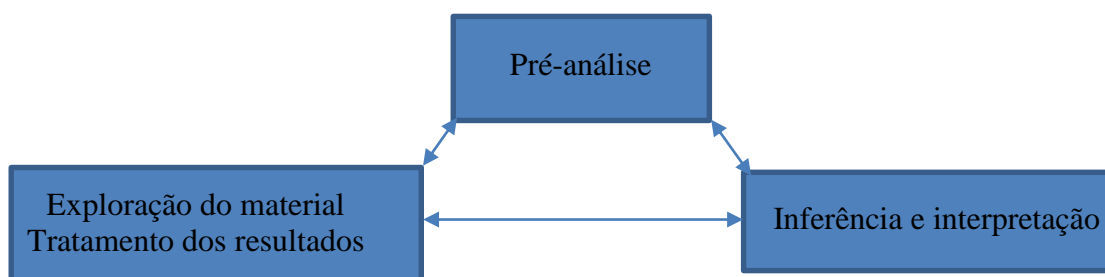 Pré-análise
Exploração do material
Tratamento dos resultados
Inferência e interpretação